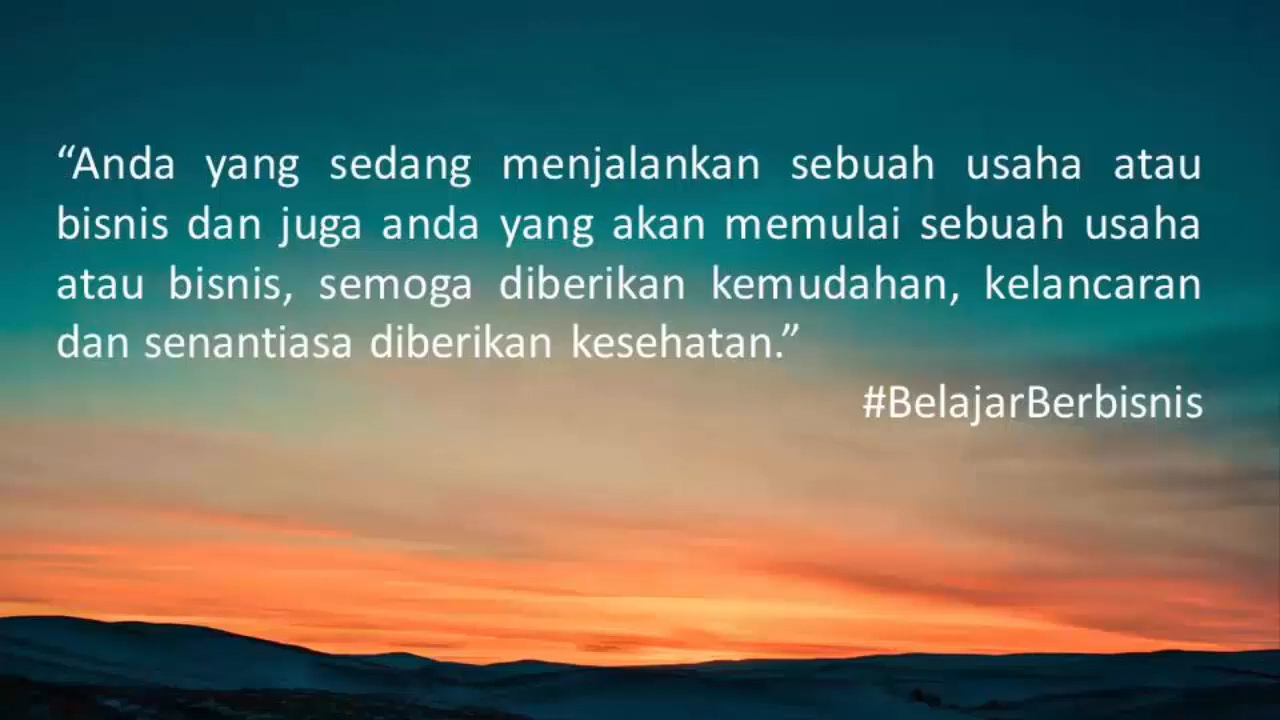 “Anda yang sedang menjalankan sebuah usaha atau
bisnis dan juga anda yang akan memulai sebuah usaha
atau bisnis, semoga diberikan kemudahan, kelancaran
dan senantiasa diberikan kesehatan.”
#BelajarBerbisnis